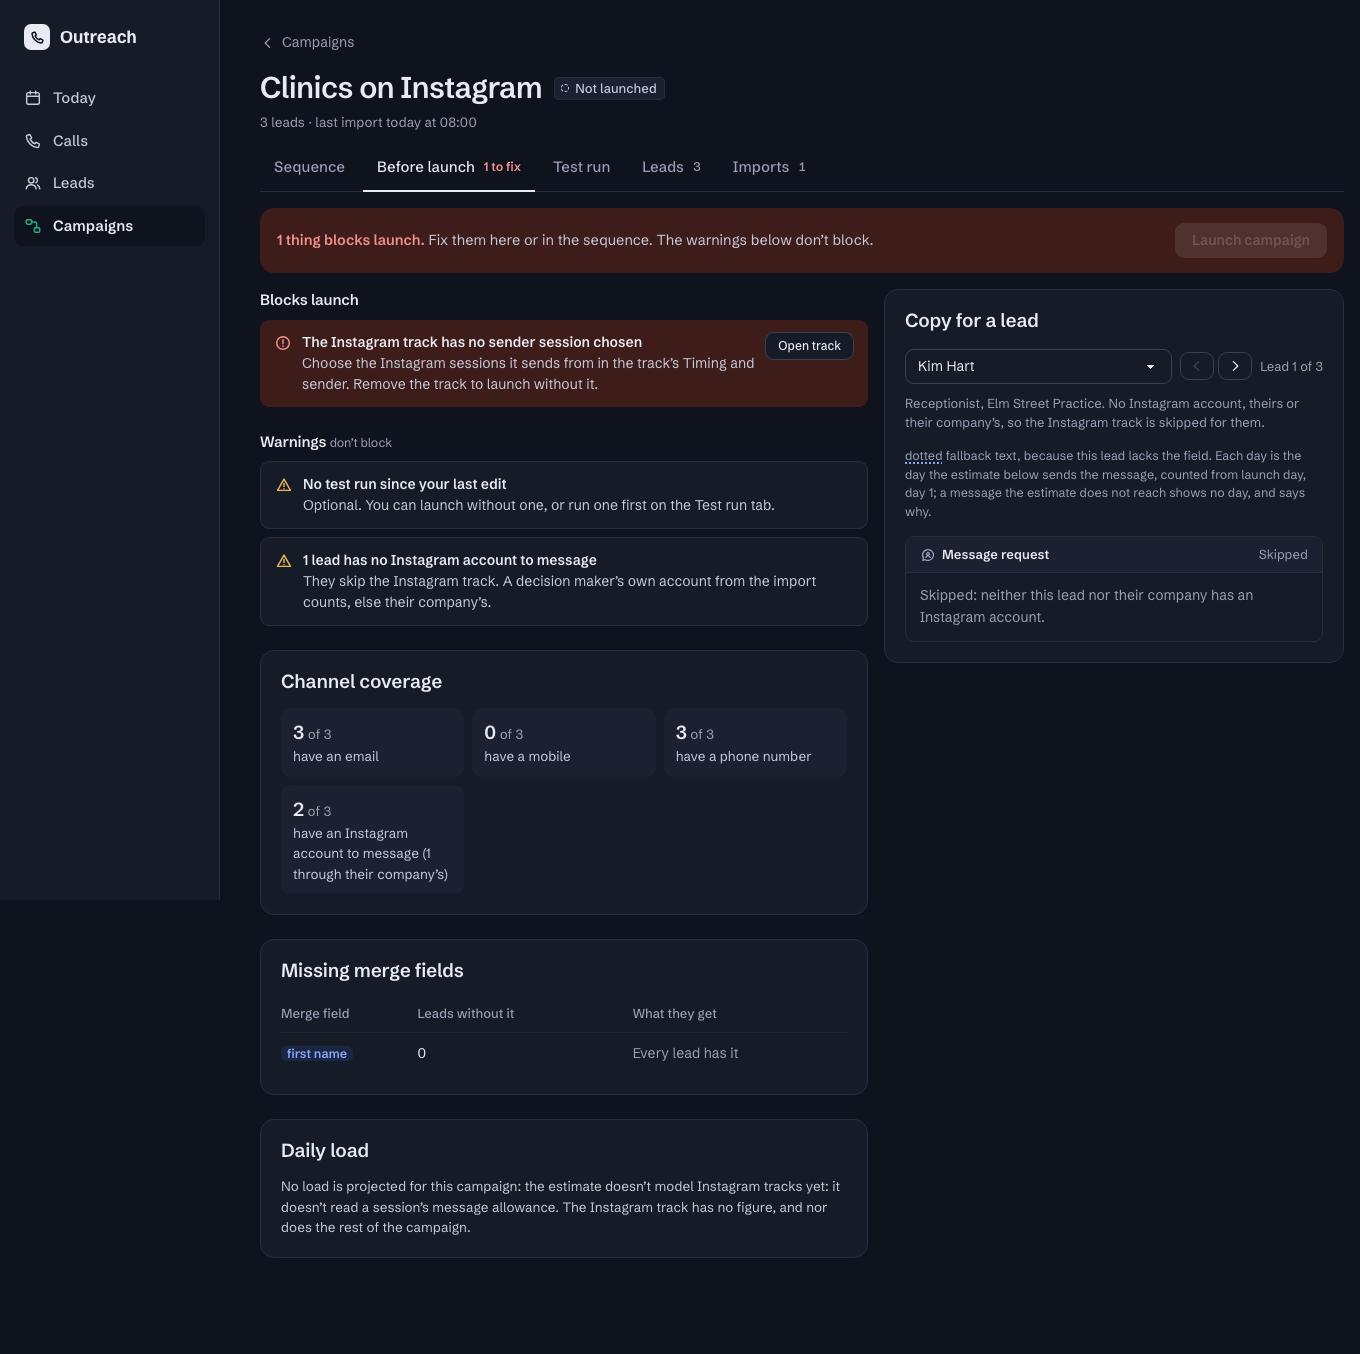 Outreach
Today
Calls
Leads
Campaigns
Campaigns
Clinics on Instagram
Not launched
3 leads · last import today at 08:00
Sequence
Before launch 1 to fix
Test run
Leads 3
Imports 1
1 thing blocks launch. Fix them here or in the sequence. The warnings below don’t block.
Launch campaign
Blocks launch
The Instagram track has no sender session chosen
Choose the Instagram sessions it sends from in the track’s Timing and
sender. Remove the track to launch without it.
Open track
Warnings don’t block
No test run since your last edit
Optional. You can launch without one, or run one first on the Test run tab.
1 lead has no Instagram account to message
They skip the Instagram track. A decision maker’s own account from the import
counts, else their company’s.
Channel coverage
3 of 3
have an email
0 of 3
have a mobile
3 of 3
have a phone number
2 of 3
have an Instagram
account to message (1
through their company’s)
Missing merge fields
Merge field
Leads without it
What they get
first name
0
Every lead has it
Daily load
No load is projected for this campaign: the estimate doesn’t model Instagram tracks yet: it
doesn’t read a session’s message allowance. The Instagram track has no figure, and nor
does the rest of the campaign.
Copy for a lead
Kim Hart
Lead 1 of 3
Receptionist, Elm Street Practice. No Instagram account, theirs or
their company’s, so the Instagram track is skipped for them.
dotted fallback text, because this lead lacks the field. Each day is the
day the estimate below sends the message, counted from launch day,
day 1; a message the estimate does not reach shows no day, and says
why.
Message request
Skipped
Skipped: neither this lead nor their company has an
Instagram account.